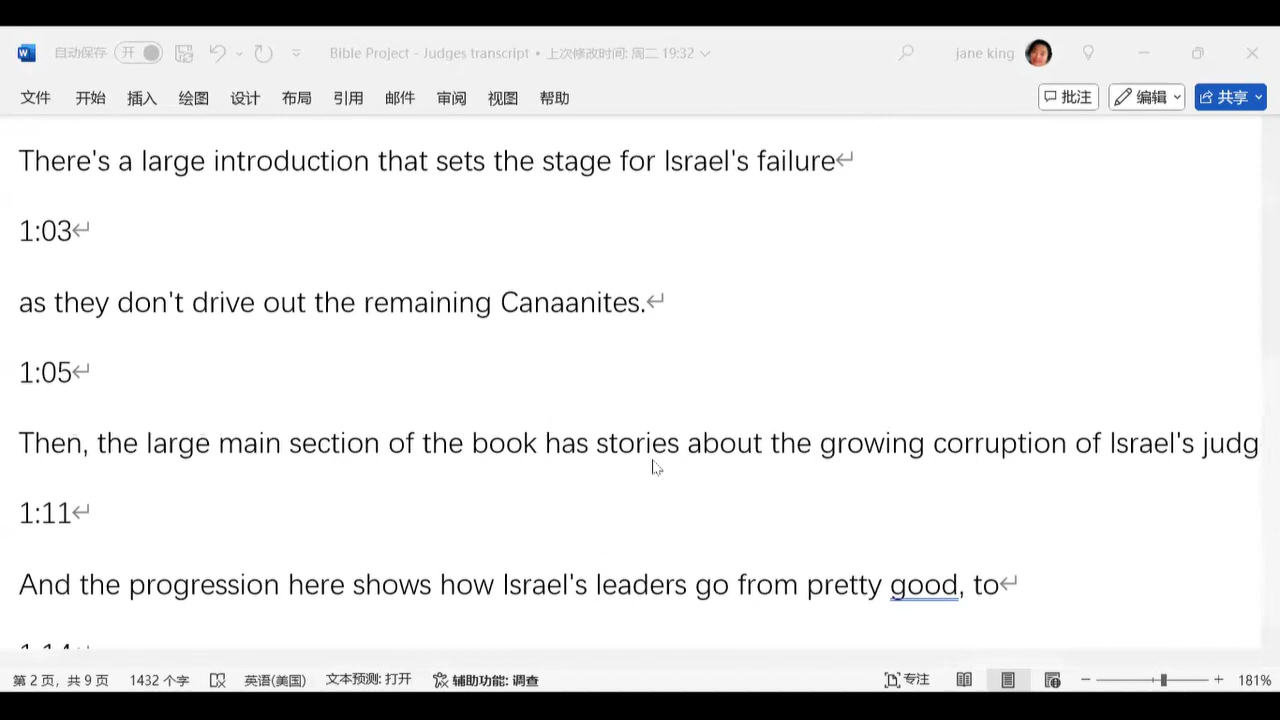 自动保存 开 Bible Project - Judges transcript • 上次修改时间: 周二 19:32 jane king
文件 开始 插入 绘图 设计 布局 引用 邮件 审阅 视图 帮助 批注 编辑 共享
There's a large introduction that sets the stage for Israel's failure
1:03
as they don't drive out the remaining Canaanites.
1:05
Then, the large main section of the book has stories about the growing corruption of Israel's judg
1:11
And the progression here shows how Israel's leaders go from pretty good, to
第 2 页，共 9 页 1432 个字 英语(美国) 文本预测: 打开 辅助功能: 调查 专注 181%